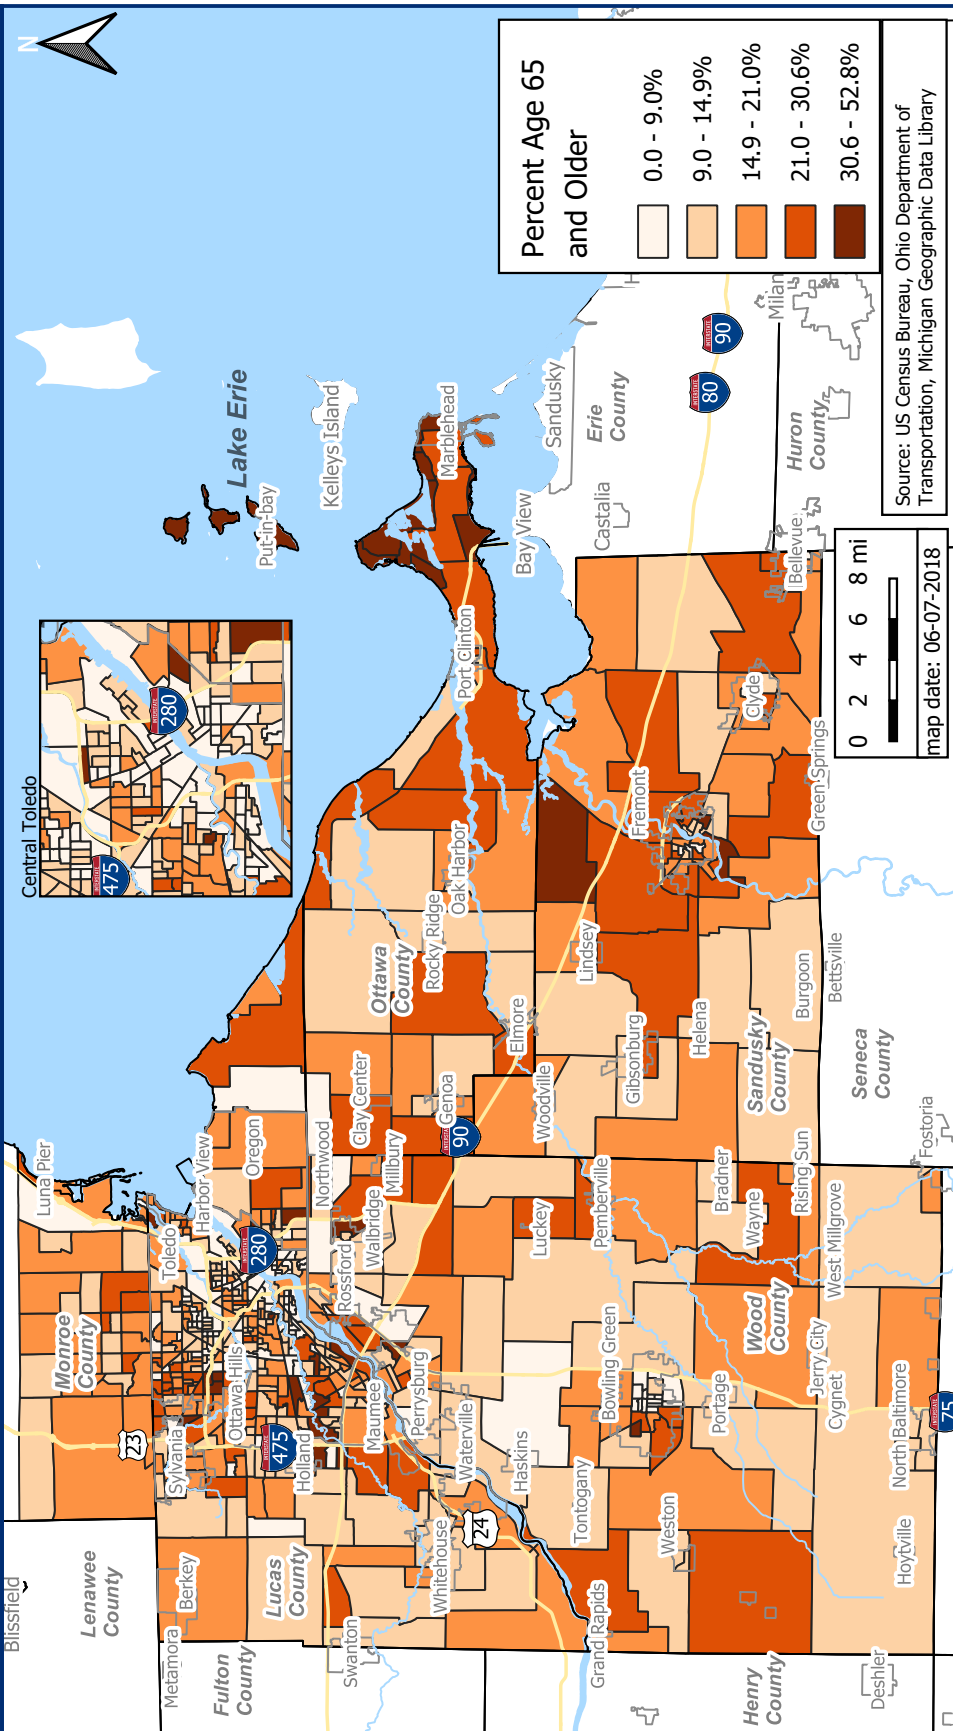 N
Percent Age 65
and Older
0.0 - 9.0%
9.0 - 14.9%
14.9 - 21.0%
21.0 - 30.6%
30.6 - 52.8%
Source: US Census Bureau, Ohio Department of
Transportation, Michigan Geographic Data Library
0 2 4 6 8 mi
map date: 06-07-2018
Central Toledo
INTERSTATE
475
INTERSTATE
280
Lake Erie
Put-in-bay
Kelleys Island
Marblehead
Bay View
Sandusky
Castalia
Erie
County
Huron
County
Milan
H
INTERSTATE
80
INTERSTATE
90
Bellevue
Port Clinton
Clyde
Green Springs
Fremont
Oak Harbor
Rocky Ridge
Ottawa
County
Lindsey
Elmore
Gibsonburg
Helena
Burgoon
Bettsville
Sandusky
County
Seneca
County
Clay Center
Genoa
INTERSTATE
90
Woodville
Millbury
Walbridge
Northwood
Oregon
Harbor View
Luna Pier
Toledo
INTERSTATE
280
Rossford
Luckey
Pemberville
Bradner
Wayne
Rising Sun
West Millgrove
Fostoria
Wood
County
Monroe
County
Ottawa Hills
Sylvania
23
INTERSTATE
475
Holland
Maumee
Perrysburg
Waterville
Haskins
Bowling Green
Portage
Jerry City
Cygnet
North Baltimore
INTERSTATE
75
Tontogany
Weston
Hoytville
24
Whitehouse
Lucas
County
Berkey
Lenawee
County
Blissfield
Metamora
Fulton
County
Swanton
Grand Rapids
Henry
County
Deshler